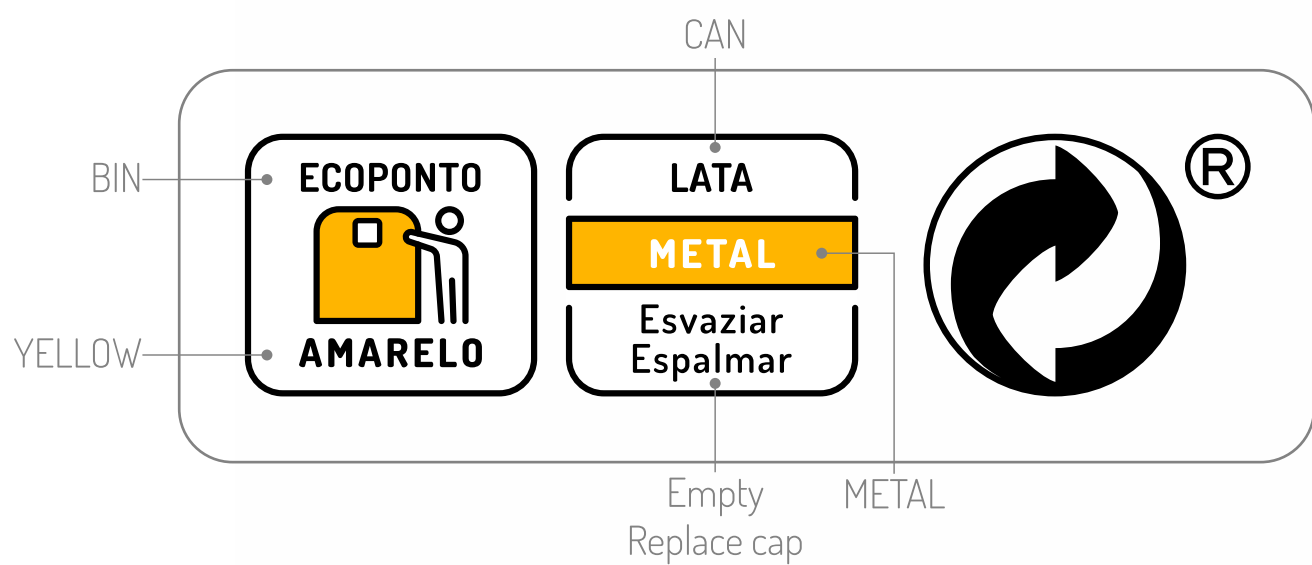 CAN
BIN
ECOPONTO
YELLOW
AMARELO
LATA
METAL
Esvaziar
Espalmar
®
Empty
Replace cap
METAL